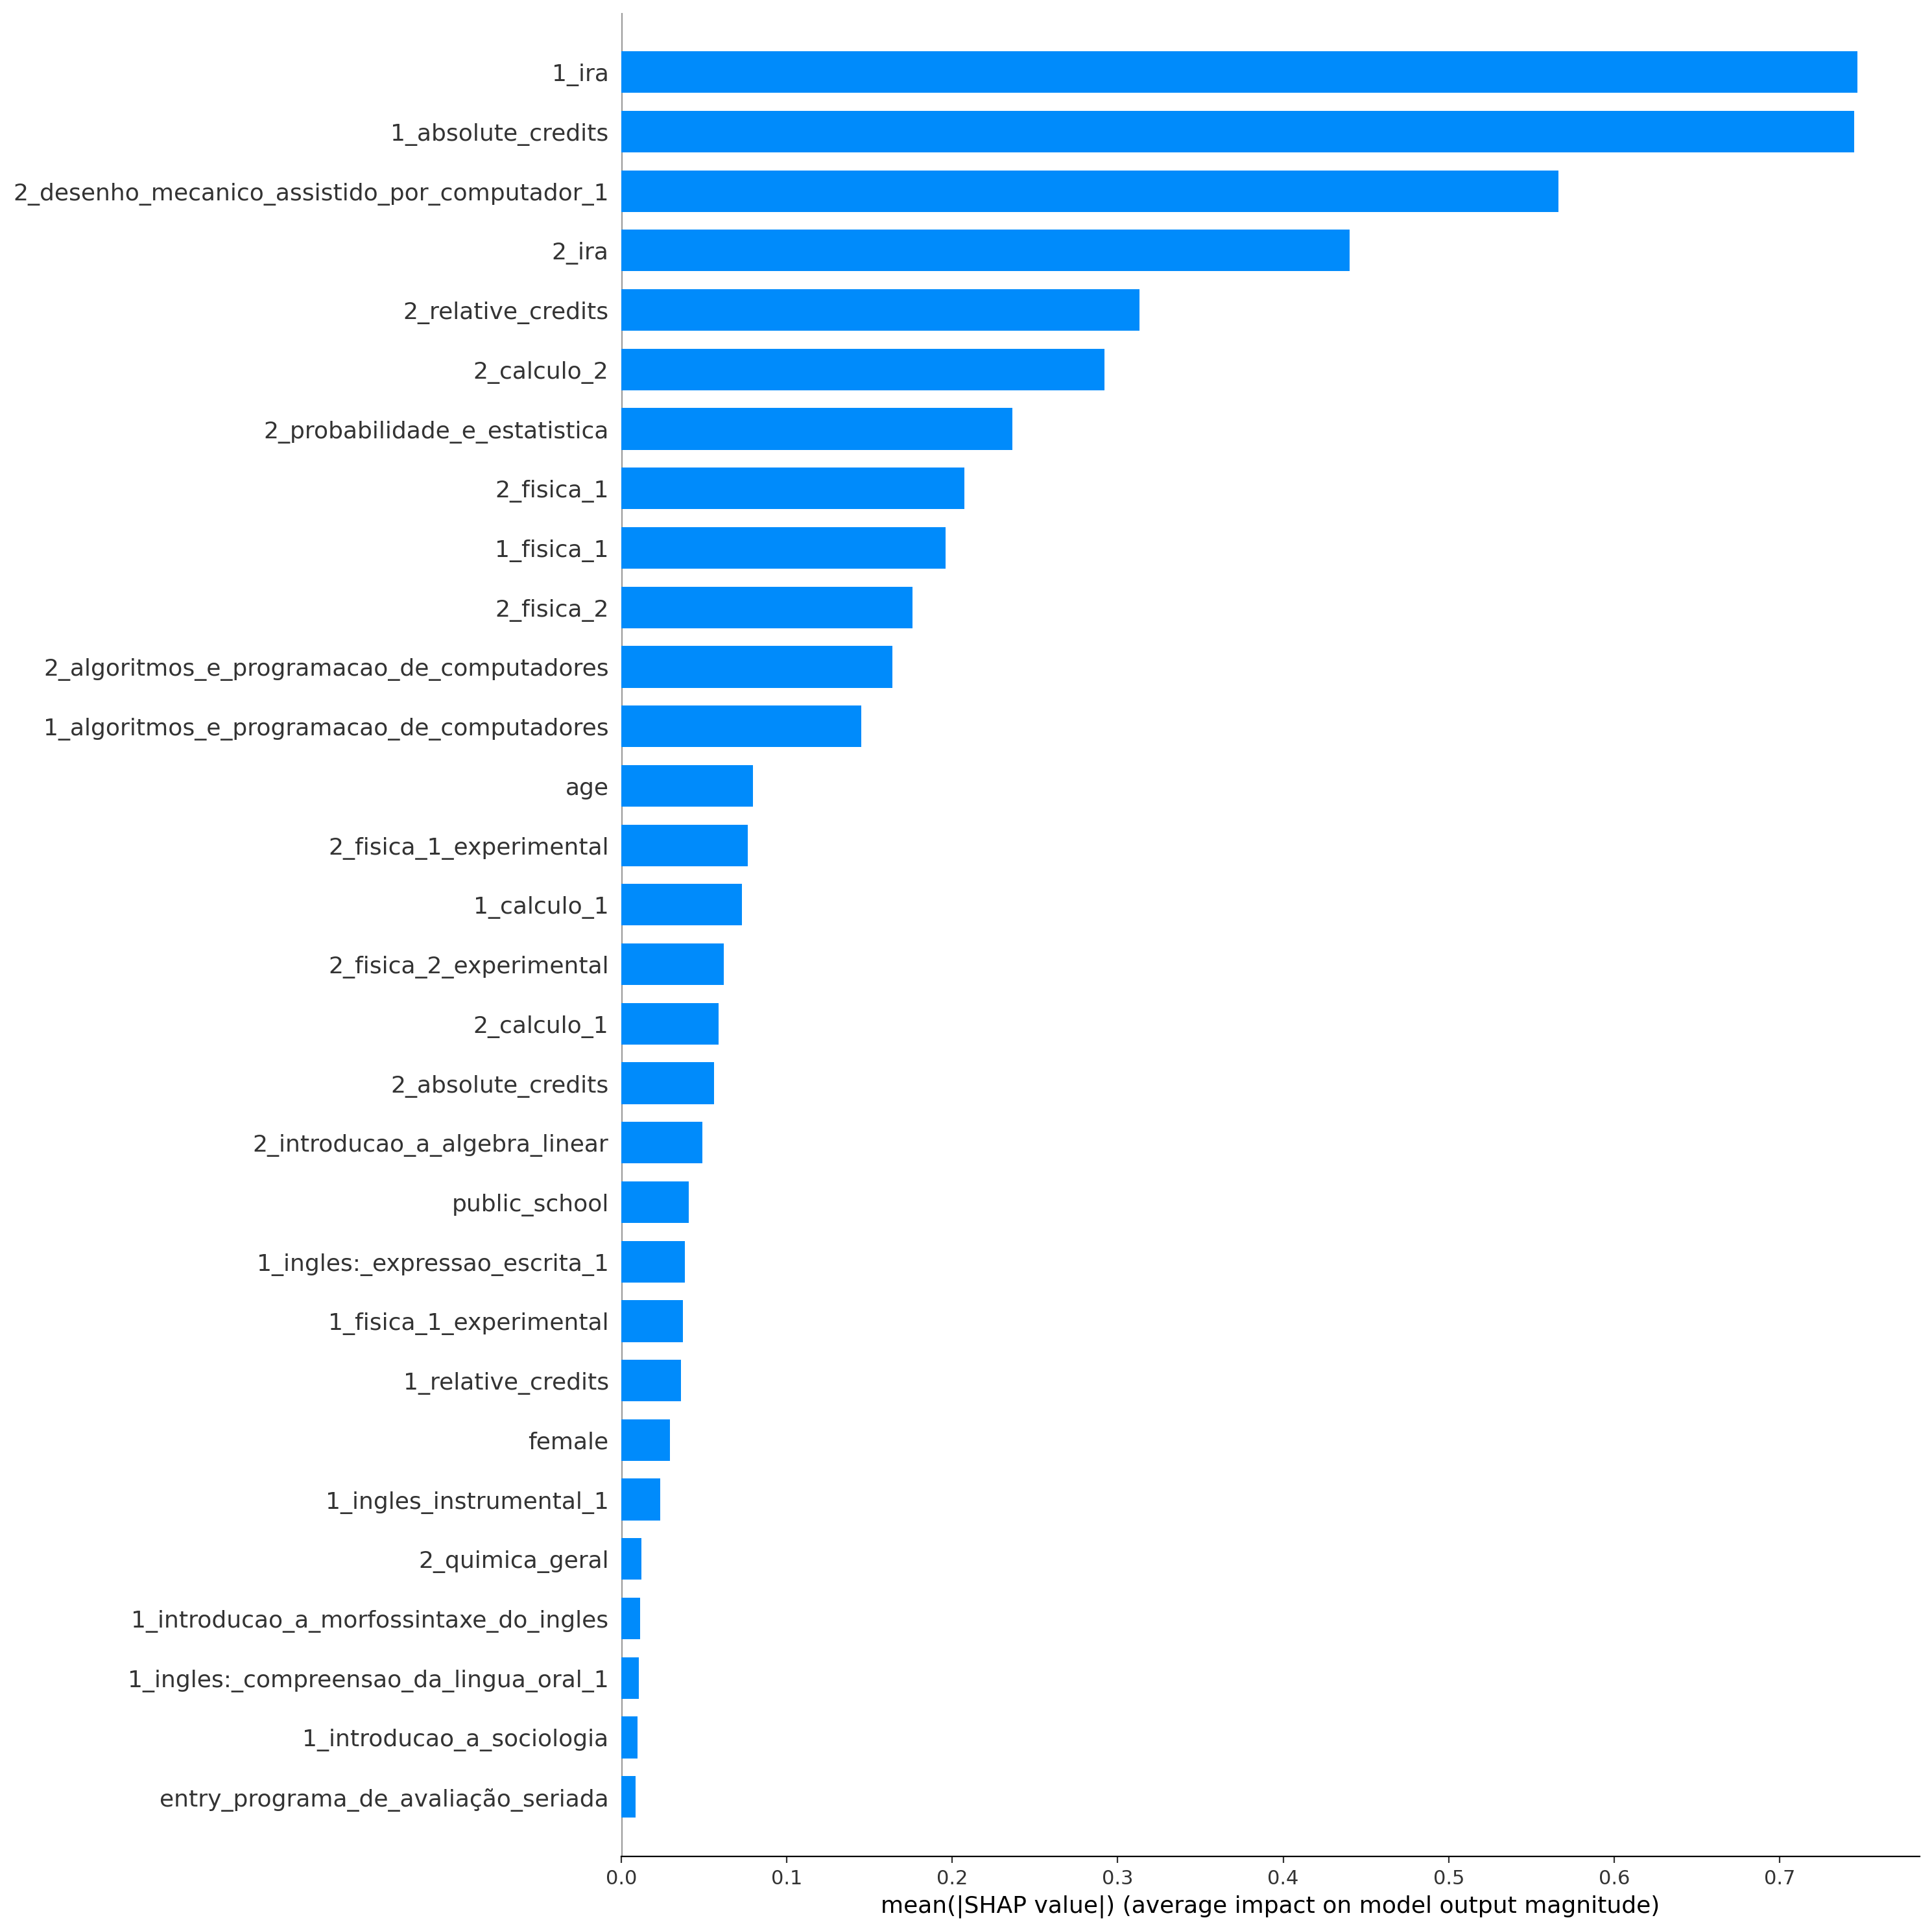 1_ira
1_absolute_credits
2_desenho_mecanico_assistido_por_computador_1
2_ira
2_relative_credits
2_calculo_2
2_probabilidade_e_estatistica
2_fisica_1
1_fisica_1
2_fisica_2
2_algoritmos_e_programacao_de_computadores
1_algoritmos_e_programacao_de_computadores
age
2_fisica_1_experimental
1_calculo_1
2_fisica_2_experimental
2_calculo_1
2_absolute_credits
2_introducao_a_algebra_linear
public_school
1_ingles:_expressao_escrita_1
1_fisica_1_experimental
1_relative_credits
female
1_ingles_instrumental_1
2_quimica_geral
1_introducao_a_morfossintaxe_do_ingles
1_ingles:_compreensao_da_lingua_oral_1
1_introducao_a_sociologia
entry_programa_de_avaliação_seriada
0.0 0.1 0.2 0.3 0.4 0.5 0.6 0.7
mean(|SHAP value|) (average impact on model output magnitude)